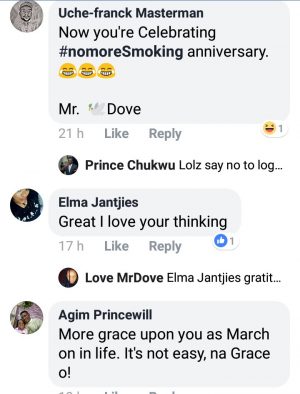 Uche-franck Masterman
Now you're Celebrating
#nomoreSmoking anniversary.
😂😂😂
Mr. 🕊️Dove
21 h Like Reply 😆 1
Prince Chukwu Lolz say no to log...
Elma Jantjies
Great I love your thinking
17 h Like Reply 👍 1
Love MrDove Elma Jantjies gratit...
Agim Princewill
More grace upon you as March
on in life. It's not easy, na Grace
o!
Like Reply